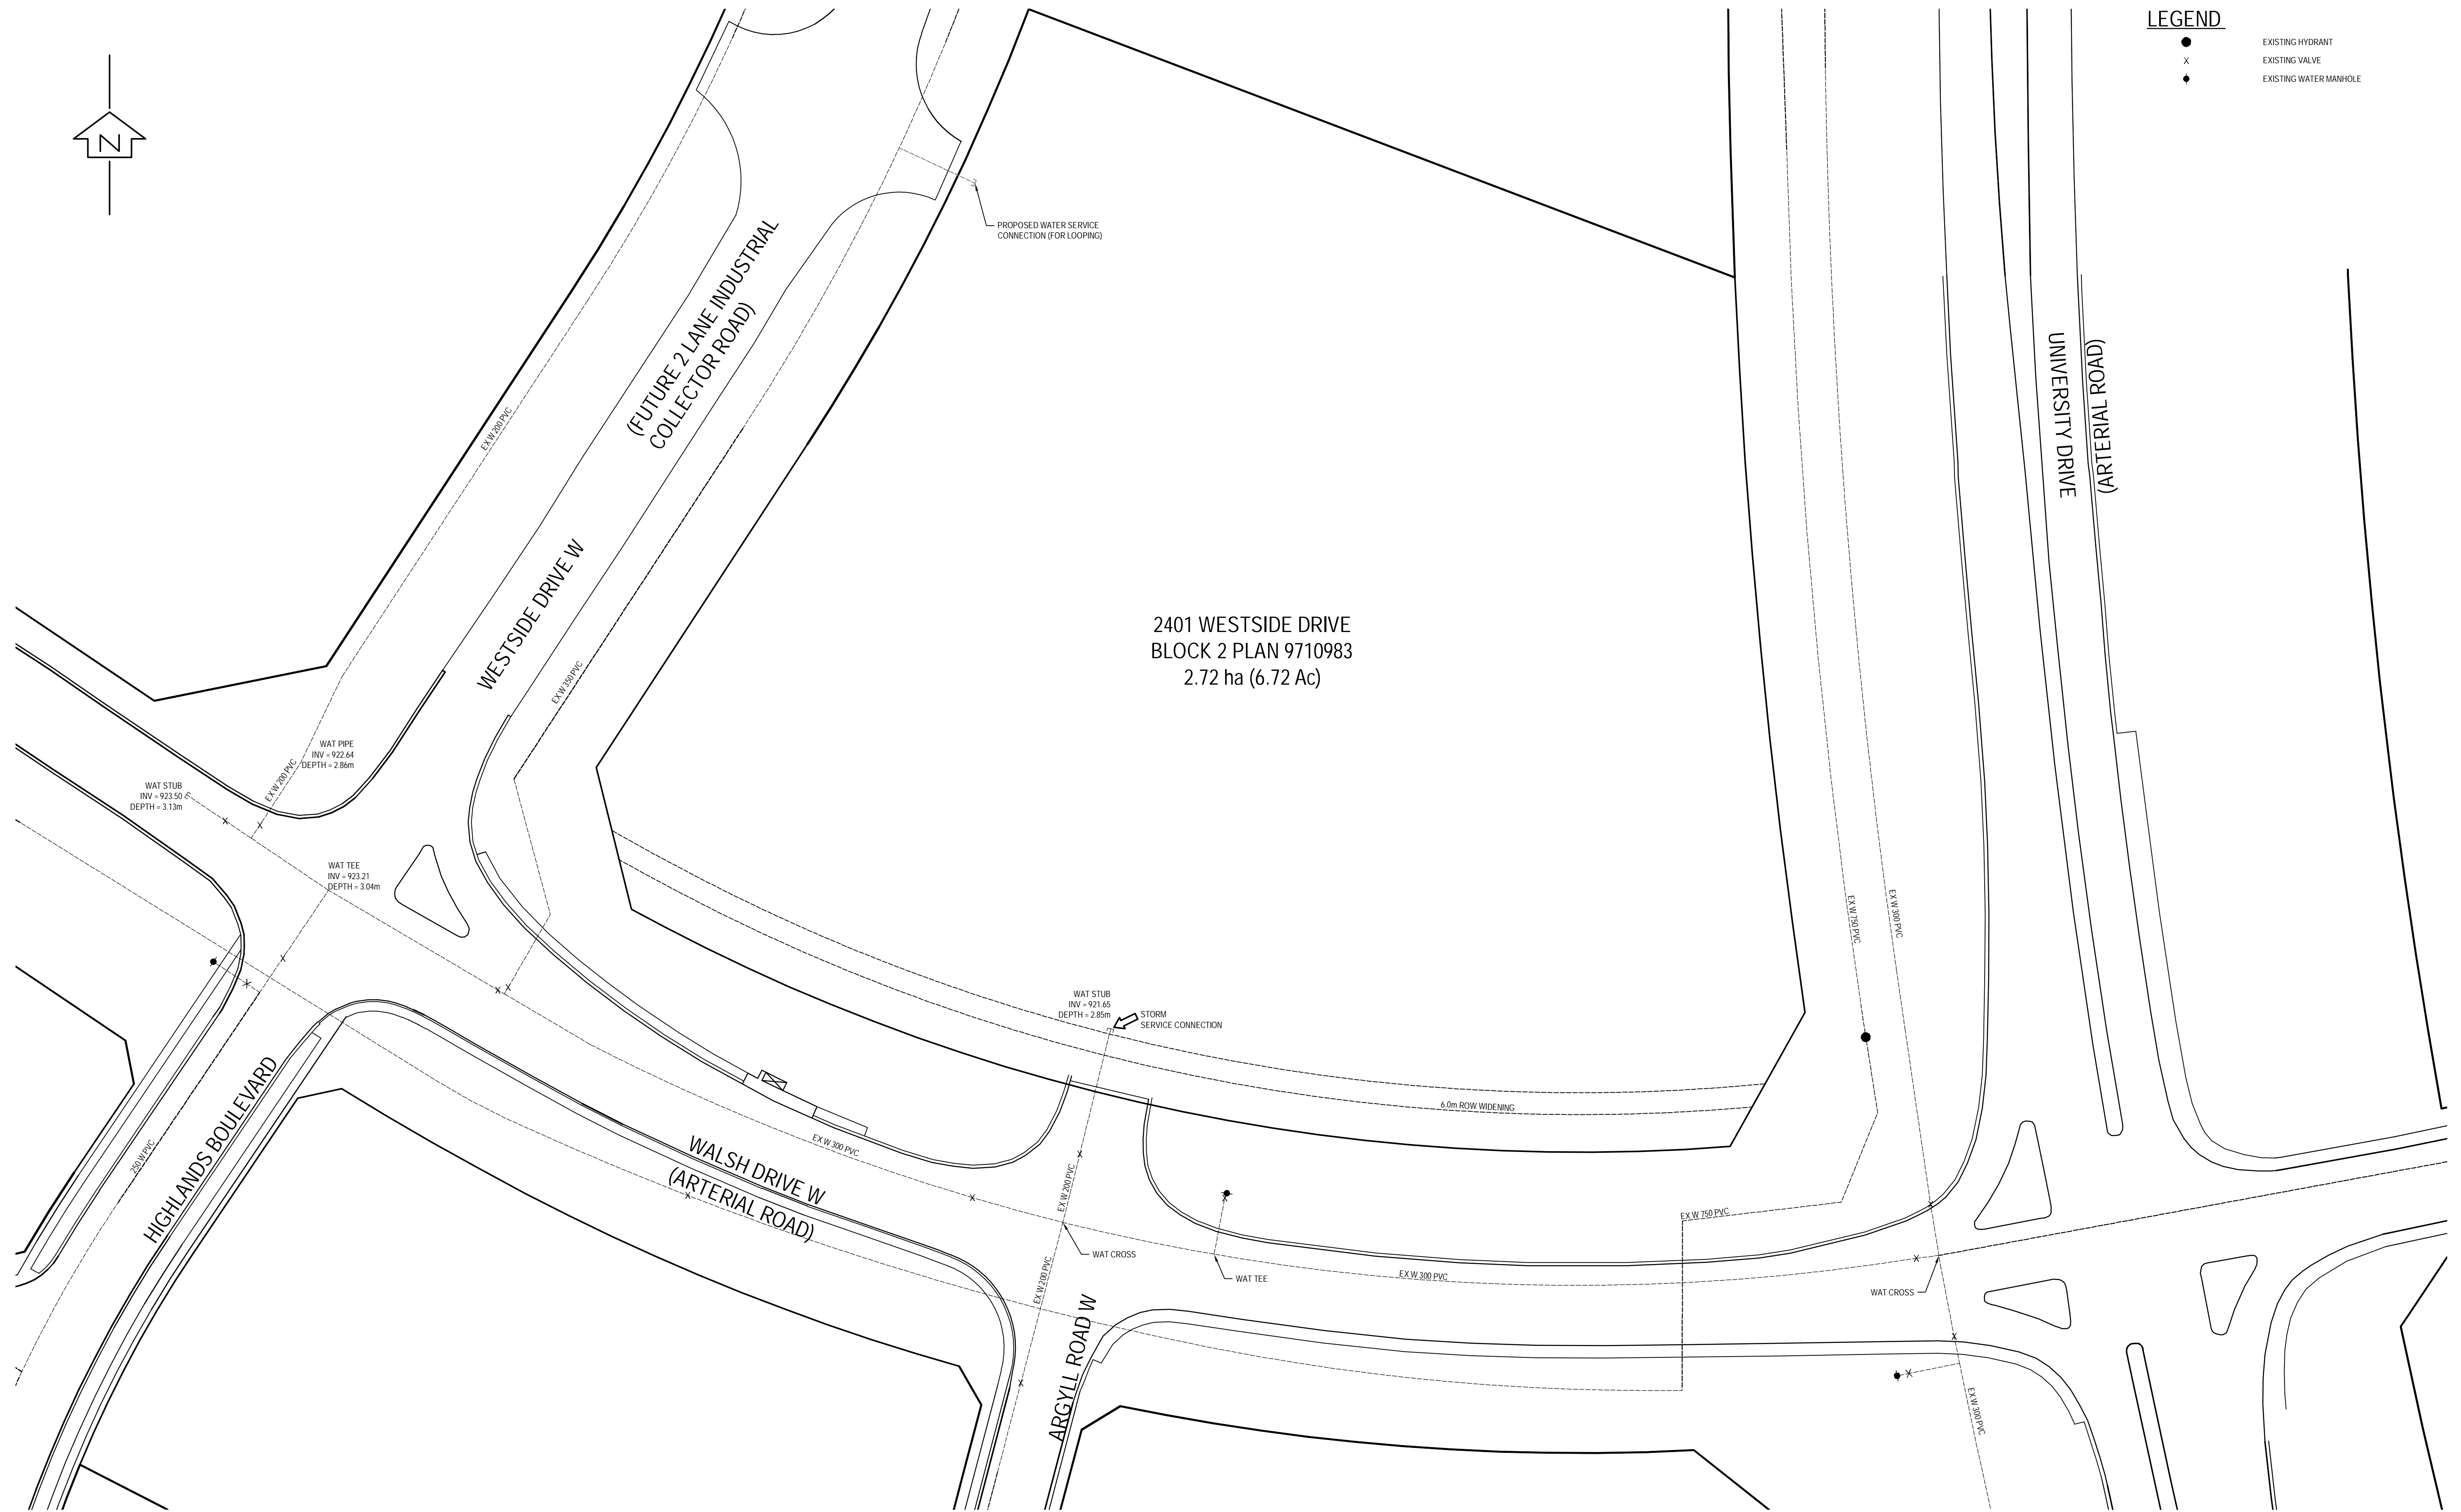 LEGEND
EXISTING HYDRANT
X
EXISTING VALVE
EXISTING WATER MANHOLE
N
PROPOSED WATER SERVICE
CONNECTION (FOR LOOPING)
(FUTURE 2 LANE INDUSTRIAL
COLLECTOR ROAD)
WESTSIDE DRIVE W
EX W 200 PVC
EX W 350 PVC
UNIVERSITY DRIVE
(ARTERIAL ROAD)
2401 WESTSIDE DRIVE
BLOCK 2 PLAN 9710983
2.72 ha (6.72 Ac)
WAT PIPE
INV = 922.64
DEPTH = 2.86m
EX W 200 PVC
WAT STUB
INV = 923.50
DEPTH = 3.13m
X
X
WAT TEE
INV = 923.21
DEPTH = 3.04m
X
X
X
X
EX W 750 PVC
EX W 300 PVC
WAT STUB
INV = 921.65
DEPTH = 2.85m
STORM
SERVICE CONNECTION
6.0m ROW WIDENING
HIGHLANDS BOULEVARD
250 W PVC
WALSH DRIVE W
(ARTERIAL ROAD)
X
EX W 300 PVC
X
X
EX W 200 PVC
WAT CROSS
X
WAT TEE
EX W 200 PVC
EX W 300 PVC
EX W 750 PVC
X
X
WAT CROSS
X
X
EX W 300 PVC
ARGYLL ROAD W
X